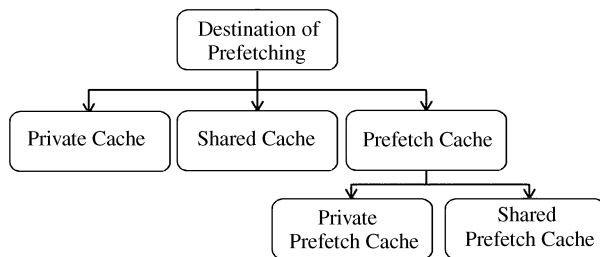 Destination of
Prefetching
Private Cache
Shared Cache
Prefetch Cache
Private
Prefetch Cache
Shared
Prefetch Cache